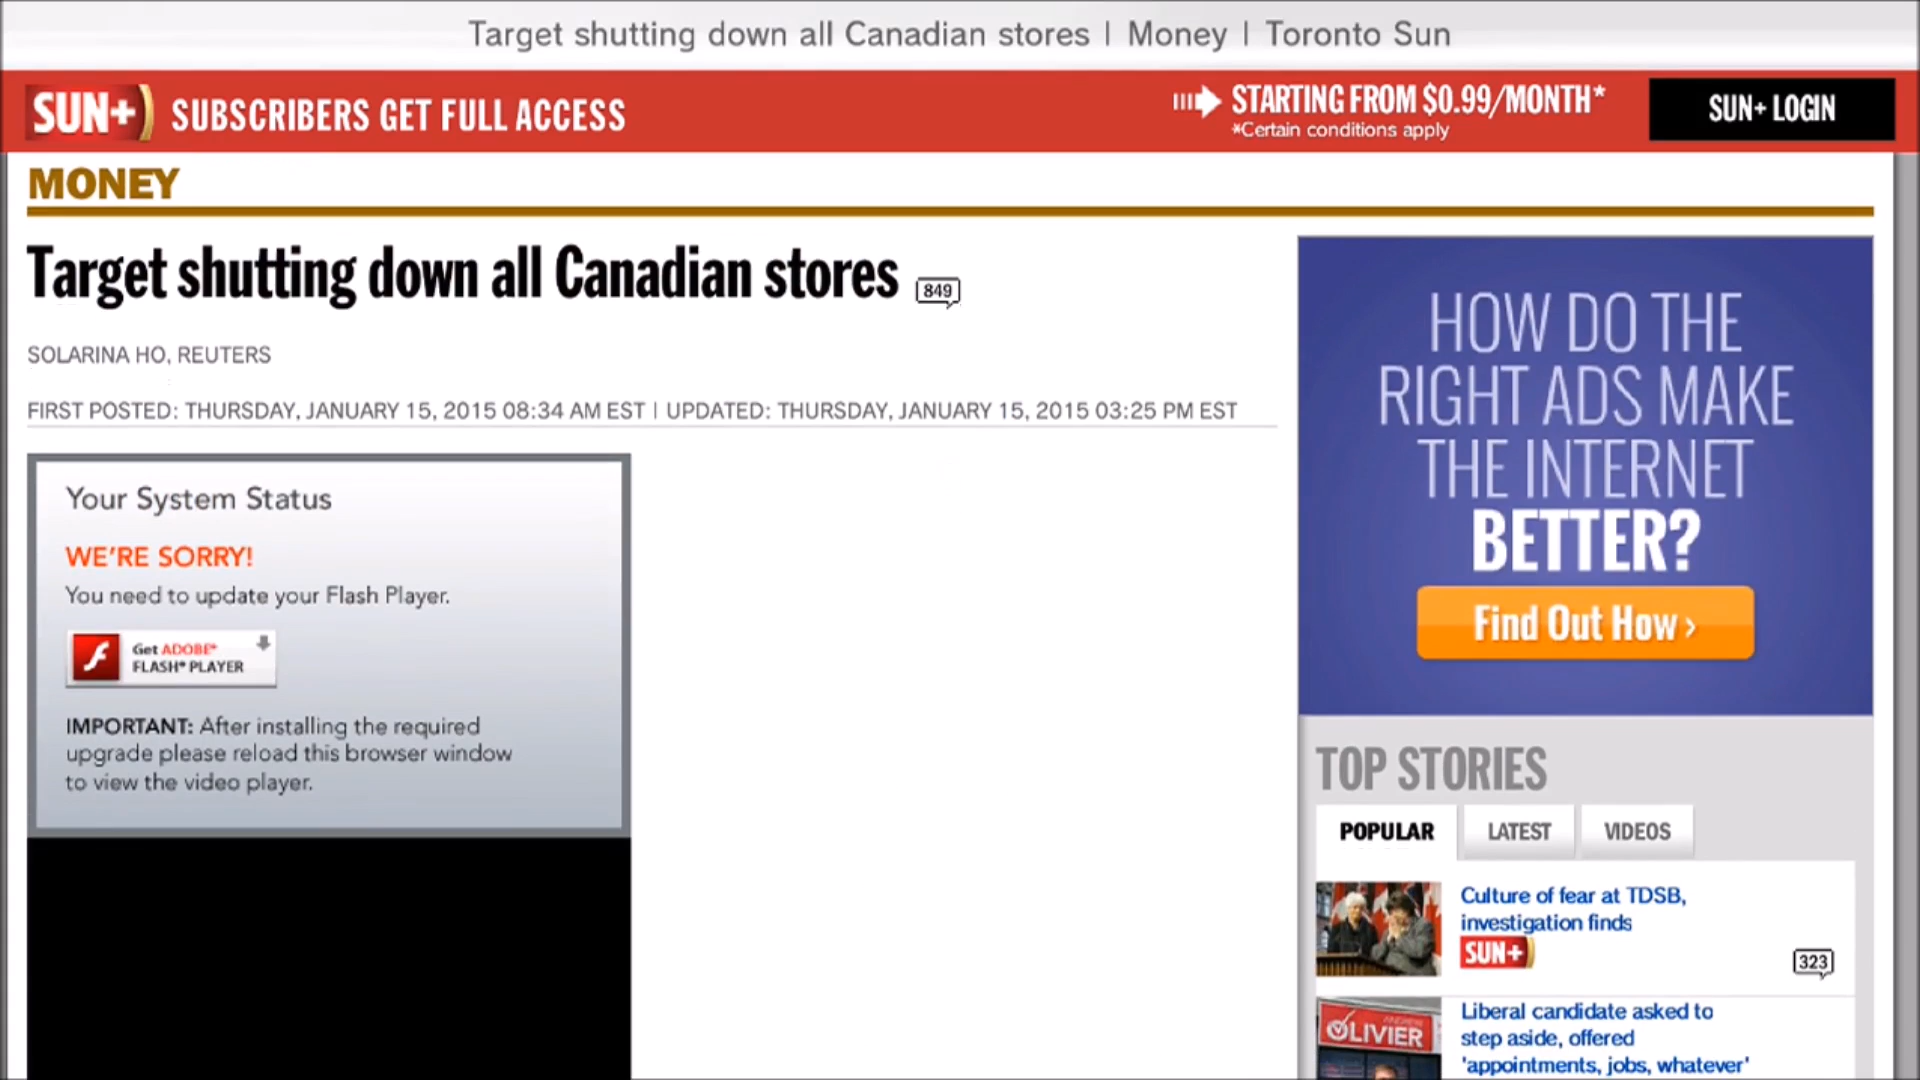 Target shutting down all Canadian stores | Money | Toronto Sun
SUN+ SUBSCRIBERS GET FULL ACCESS
STARTING FROM $0.99/MONTH*
*Certain conditions apply
SUN+ LOGIN
MONEY
Target shutting down all Canadian stores 849
SOLARINA HO, REUTERS
FIRST POSTED: THURSDAY, JANUARY 15, 2015 08:34 AM EST | UPDATED: THURSDAY, JANUARY 15, 2015 03:25 PM EST
Your System Status
WE'RE SORRY!
You need to update your Flash Player.
Get ADOBE®
FLASH® PLAYER
IMPORTANT: After installing the required
upgrade please reload this browser window
to view the video player.
HOW DO THE
RIGHT ADS MAKE
THE INTERNET
BETTER?
Find Out How ›
TOP STORIES
POPULAR LATEST VIDEOS
Culture of fear at TDSB,
investigation finds
SUN+
323
OLIVIER
Liberal candidate asked to
step aside, offered
'appointments, jobs, whatever'